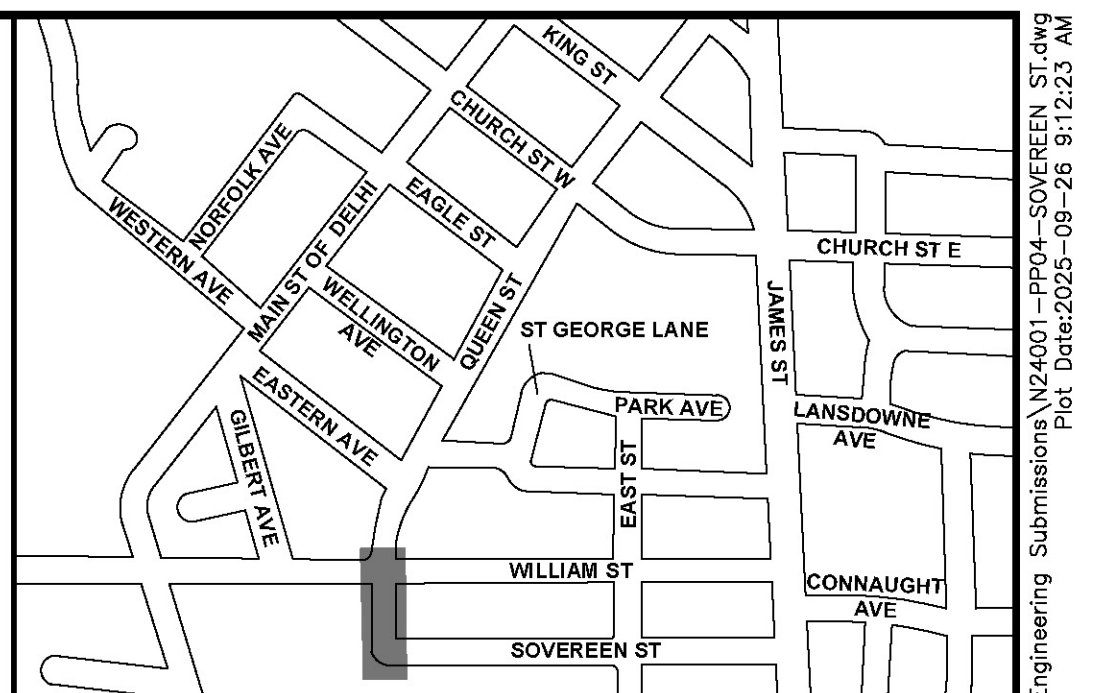 KING ST
CHURCH ST W
NORFOLK AVE
EAGLE ST
WESTERN AVE
MAIN ST OF DELHI
CHURCH ST E
WELLINGTON
AVE
QUEEN ST
JAMES ST
ST GEORGE LANE
EASTERN AVE
PARK AVE
LANSDOWNE
AVE
GILBERT AVE
EAST ST
WILLIAM ST
CONNAUGHT
AVE
SOVEREEN ST
Engineering Submissions\N24001-PP04-SOVEREEN ST.dwg
Plot Date:2025-09-26 9:12:23 AM